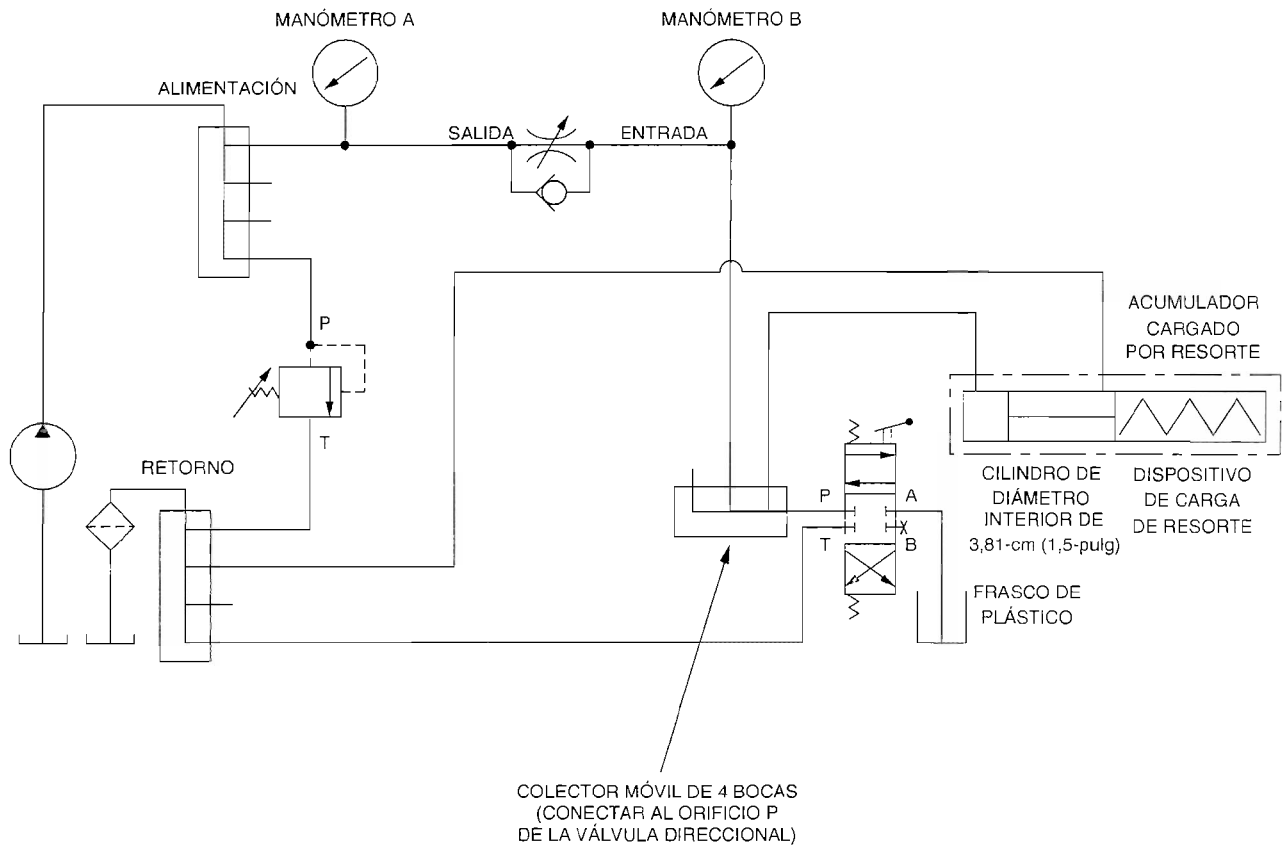 MANÓMETRO A
MANÓMETRO B
ALIMENTACIÓN
SALIDA
ENTRADA
P
T
RETORNO
ACUMULADOR
CARGADO
POR RESORTE
P
A
T
B
CILINDRO DE
DIÁMETRO
INTERIOR DE
3,81-cm (1,5-pulg)
DISPOSITIVO
DE CARGA
DE RESORTE
FRASCO DE
PLÁSTICO
COLECTOR MÓVIL DE 4 BOCAS
(CONECTAR AL ORIFICIO P
DE LA VÁLVULA DIRECCIONAL)